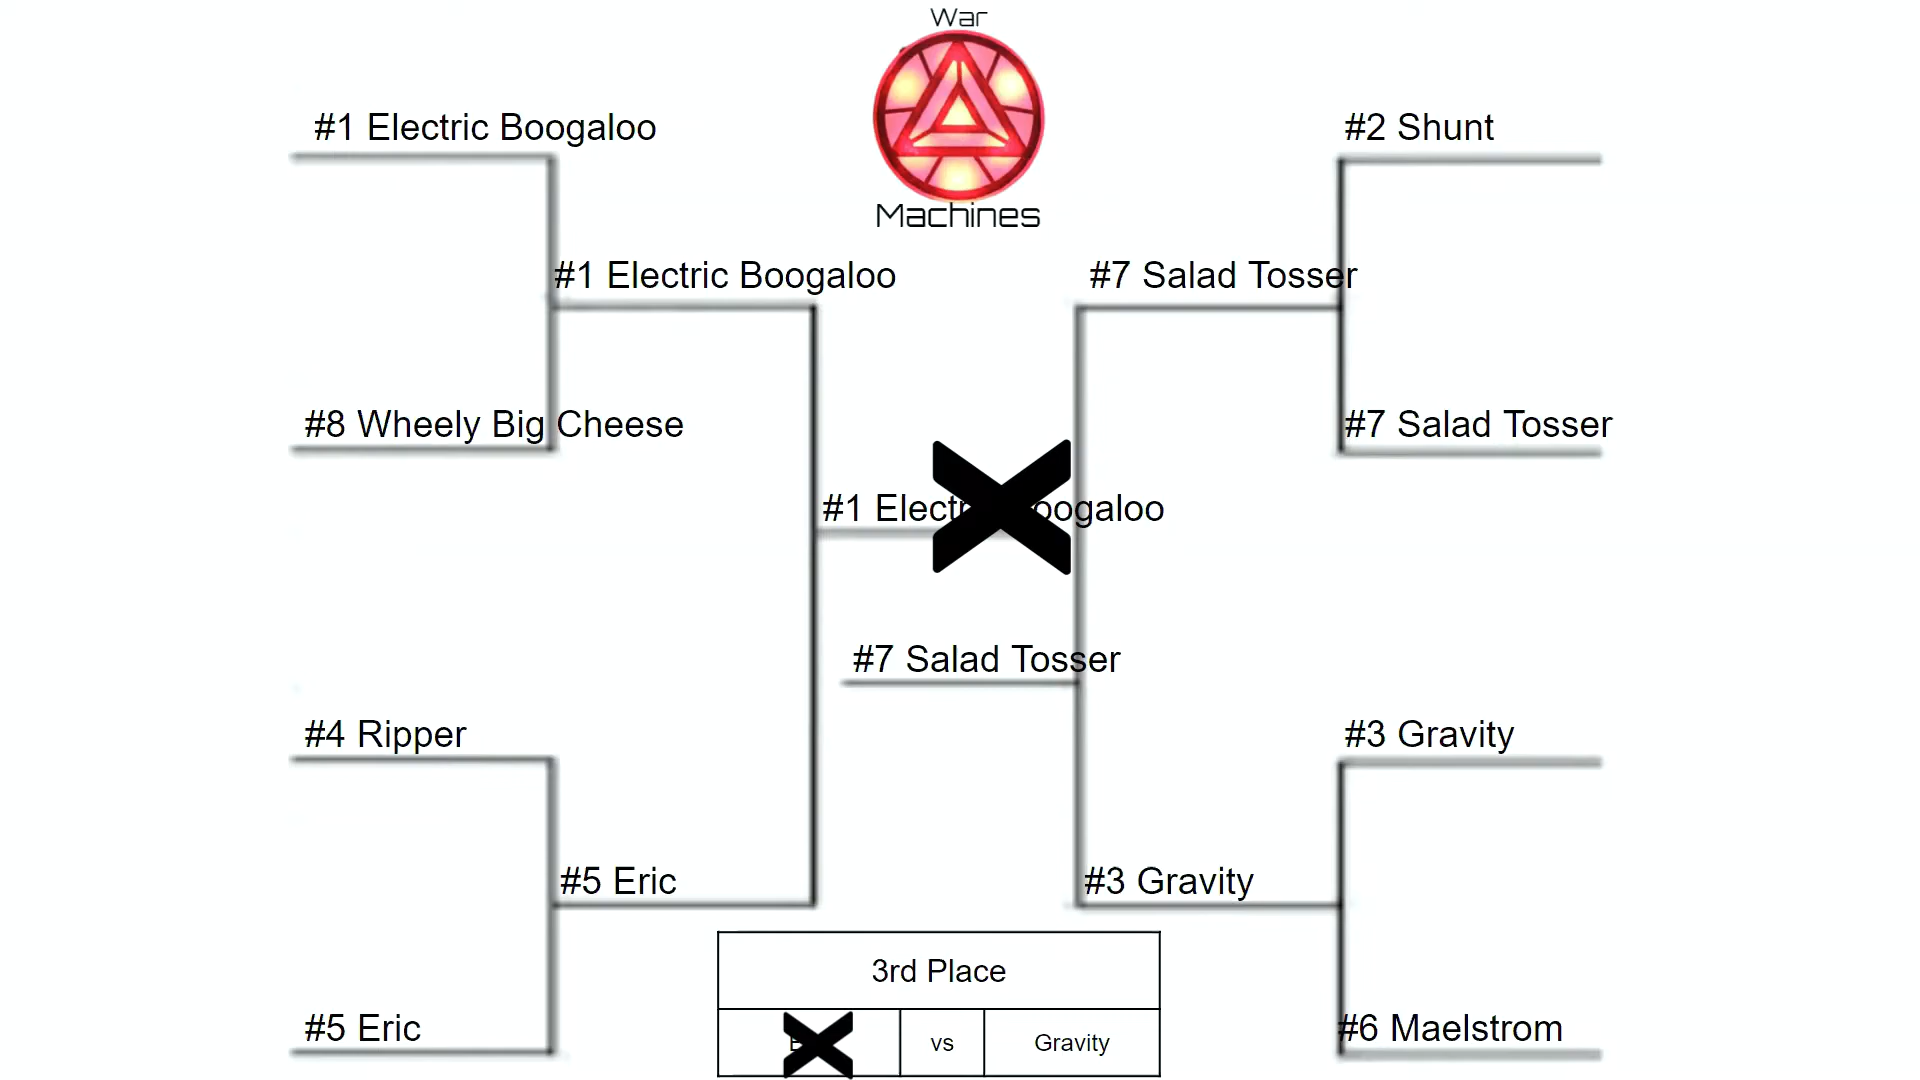 War
Machines
#1 Electric Boogaloo
#2 Shunt
#1 Electric Boogaloo
#7 Salad Tosser
#8 Wheely Big Cheese
#7 Salad Tosser
#1 Electric Boogaloo
#7 Salad Tosser
#4 Ripper
#3 Gravity
#5 Eric
#3 Gravity
3rd Place
#5 Eric
#6 Maelstrom
vs
Gravity